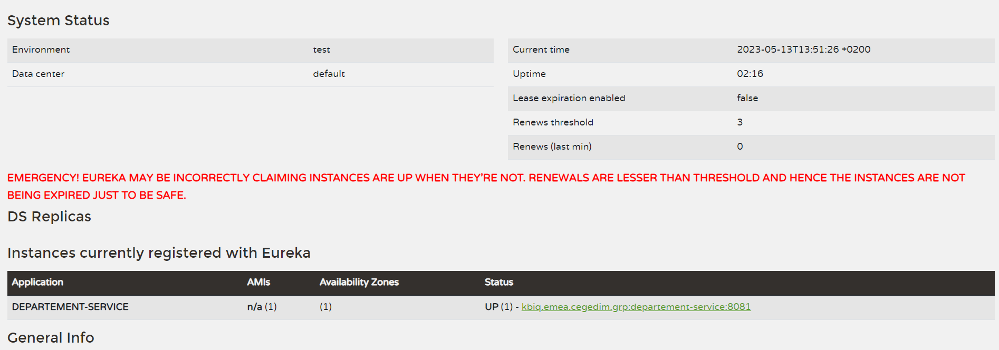 System Status
Environment test
Data center default
Current time 2023-05-13T13:51:26 +0200
Uptime 02:16
Lease expiration enabled false
Renews threshold 3
Renews (last min) 0
EMERGENCY! EUREKA MAY BE INCORRECTLY CLAIMING INSTANCES ARE UP WHEN THEY'RE NOT. RENEWALS ARE LESSER THAN THRESHOLD AND HENCE THE INSTANCES ARE NOT
BEING EXPIRED JUST TO BE SAFE.
DS Replicas
Instances currently registered with Eureka
Application AMIs Availability Zones Status
DEPARTEMENT-SERVICE n/a (1) (1) UP (1) - kbiq.emea.cegedim.grp:departement-service:8081
General Info